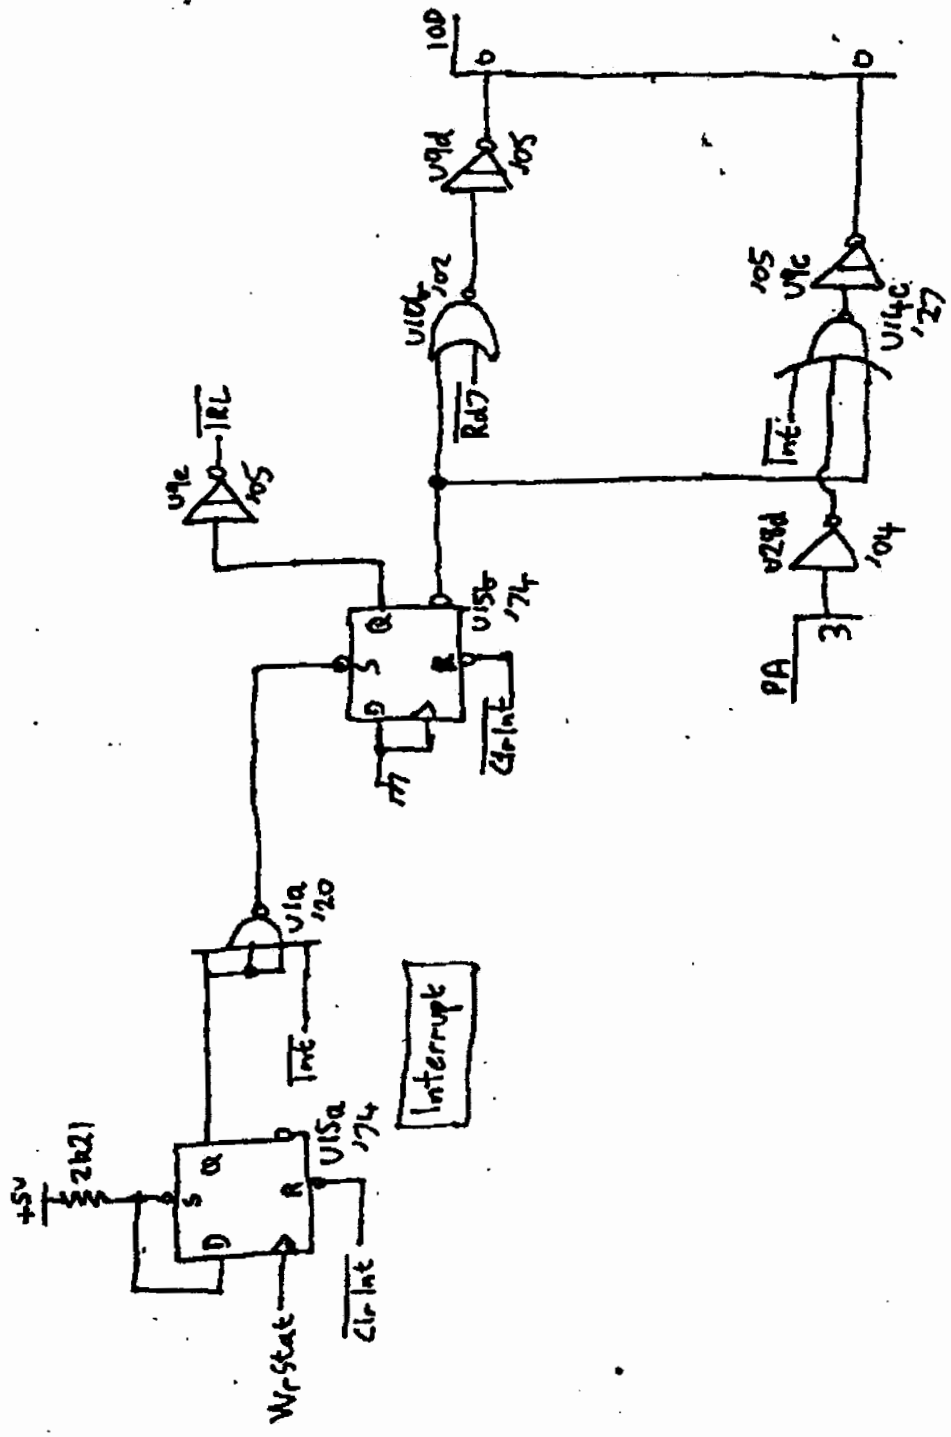 +5V
2k21
D
S
Q
R
U15a
'74
WrStat
ClrInt
Int
U1a
'20
D
S
Q
R
U15b
'74
ClrInt
U9e
'05
IRL
Rd7
U10b
'02
U9d
'05
IOD
0
0
PA
3
U28d
'04
Int
U14c
'27
U9c
'05
Interrupt